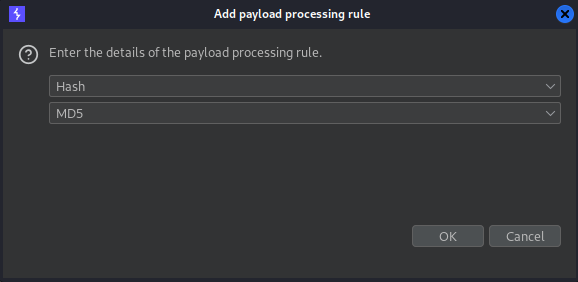 Add payload processing rule
Enter the details of the payload processing rule.
Hash
MD5
OK Cancel